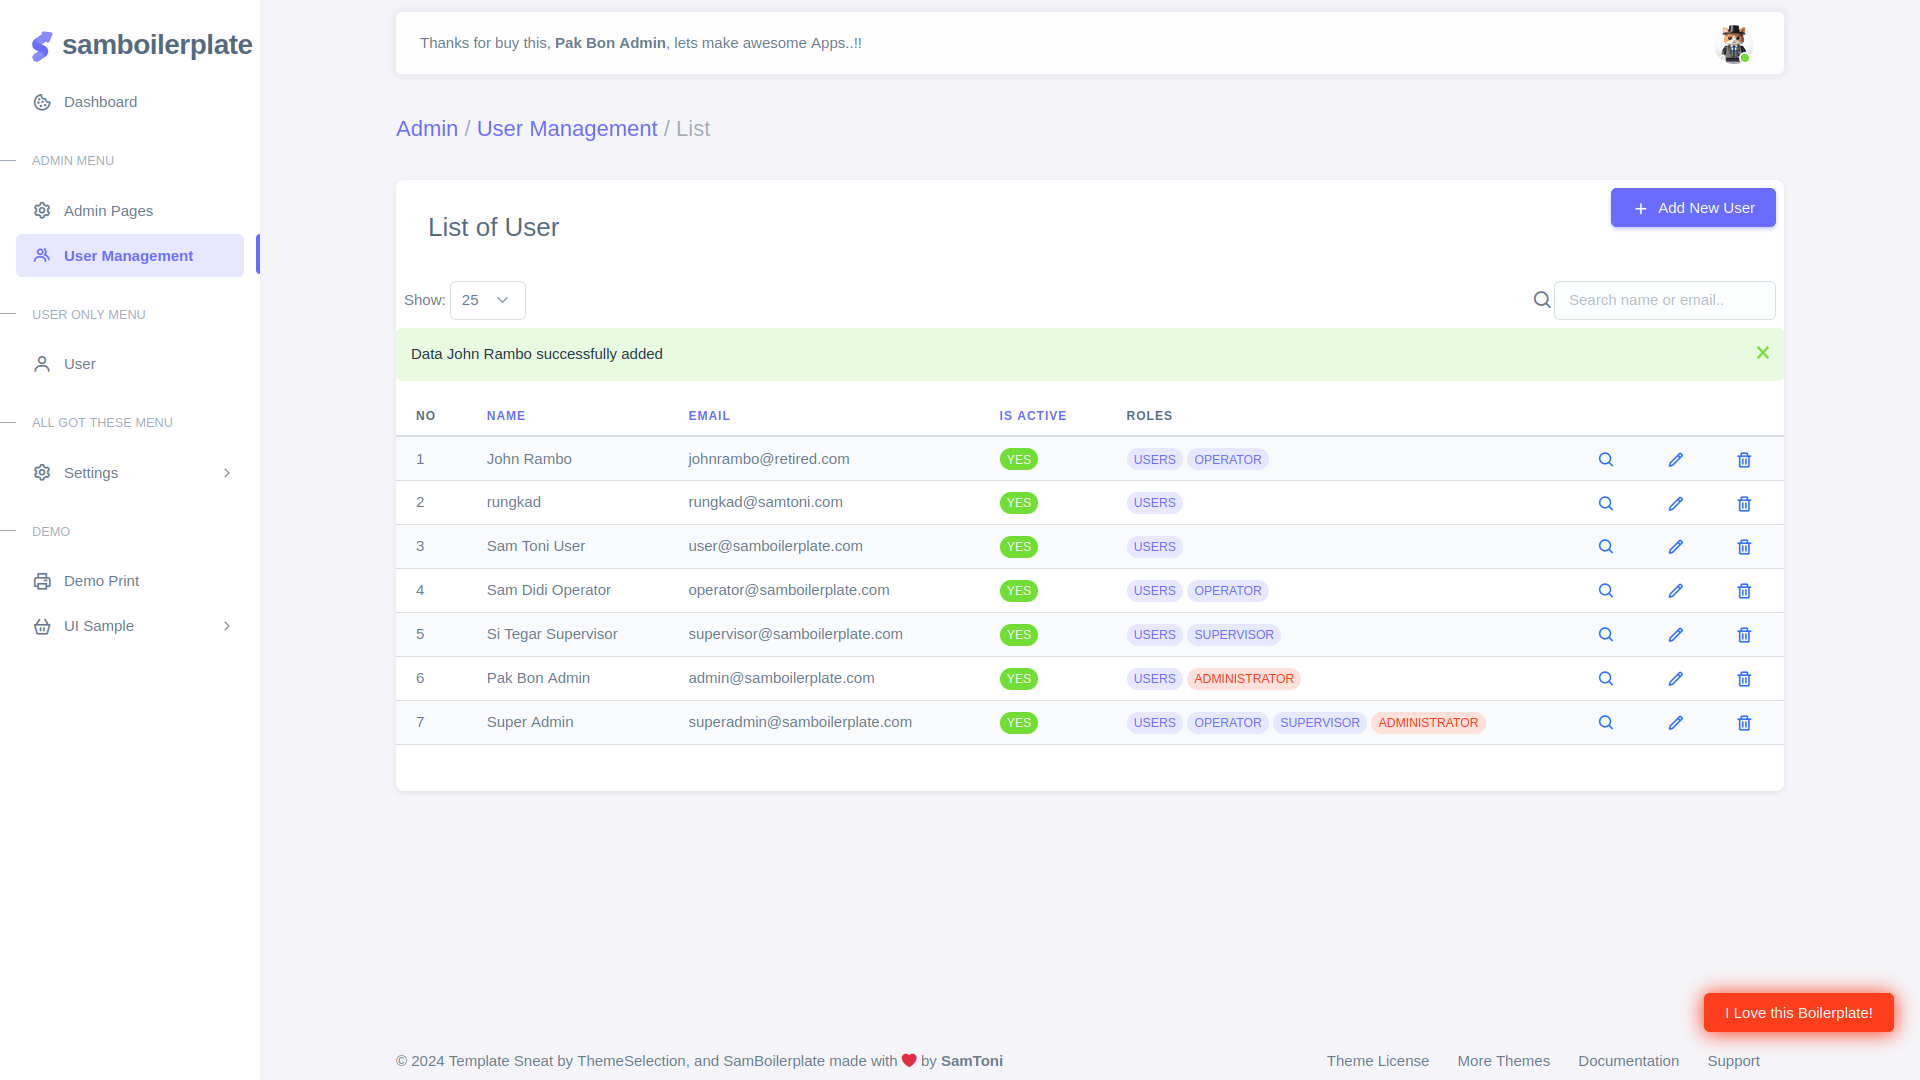 samboilerplate
Dashboard
ADMIN MENU
Admin Pages
User Management
USER ONLY MENU
User
ALL GOT THESE MENU
Settings
DEMO
Demo Print
UI Sample
Thanks for buy this, Pak Bon Admin, lets make awesome Apps..!!
Admin / User Management / List
List of User
Add New User
Show: 25
Search name or email..
Data John Rambo successfully added
NO NAME EMAIL IS ACTIVE ROLES
1 John Rambo johnrambo@retired.com YES USERS OPERATOR
2 rungkad rungkad@samtoni.com YES USERS
3 Sam Toni User user@samboilerplate.com YES USERS
4 Sam Didi Operator operator@samboilerplate.com YES USERS OPERATOR
5 Si Tegar Supervisor supervisor@samboilerplate.com YES USERS SUPERVISOR
6 Pak Bon Admin admin@samboilerplate.com YES USERS ADMINISTRATOR
7 Super Admin superadmin@samboilerplate.com YES USERS OPERATOR SUPERVISOR ADMINISTRATOR
I Love this Boilerplate!
© 2024 Template Sneat by ThemeSelection, and SamBoilerplate made with ❤ by SamToni
Theme License More Themes Documentation Support